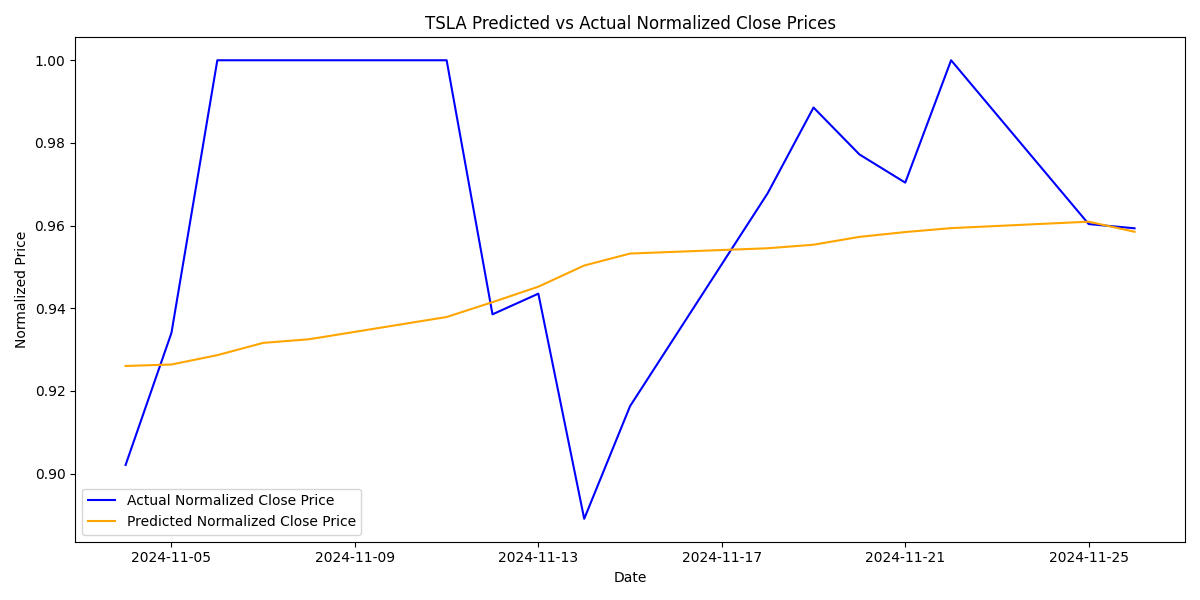 TSLA Predicted vs Actual Normalized Close Prices
Normalized Price
1.00
0.98
0.96
0.94
0.92
0.90
Actual Normalized Close Price
Predicted Normalized Close Price
2024-11-05
2024-11-09
2024-11-13
2024-11-17
2024-11-21
2024-11-25
Date